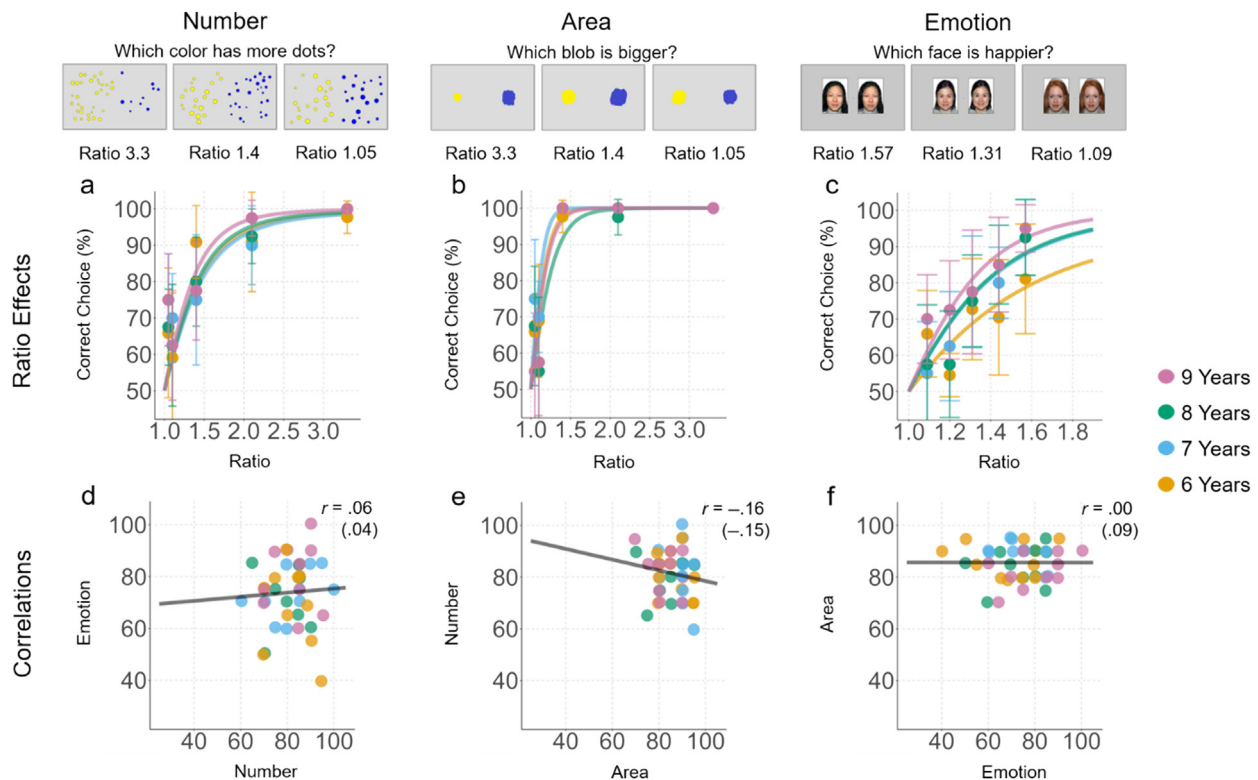 Number
Area
Emotion
Which color has more dots?
Which blob is bigger?
Which face is happier?
Ratio 3.3
Ratio 1.4
Ratio 1.05
Ratio 3.3
Ratio 1.4
Ratio 1.05
Ratio 1.57
Ratio 1.31
Ratio 1.09
Ratio Effects
a
Correct Choice (%)
100
90
80
70
60
50
1.0 1.5 2.0 2.5 3.0
Ratio
b
Correct Choice (%)
100
90
80
70
60
50
1.0 1.5 2.0 2.5 3.0
Ratio
c
Correct Choice (%)
100
90
80
70
60
50
1.0 1.2 1.4 1.6 1.8
Ratio
9 Years
8 Years
7 Years
6 Years
Correlations
d
r = .06
(.04)
Emotion
100
80
60
40
40 60 80 100
Number
e
r = –.16
(–.15)
Number
100
80
60
40
40 60 80 100
Area
f
r = .00
(.09)
Area
100
80
60
40
40 60 80 100
Emotion